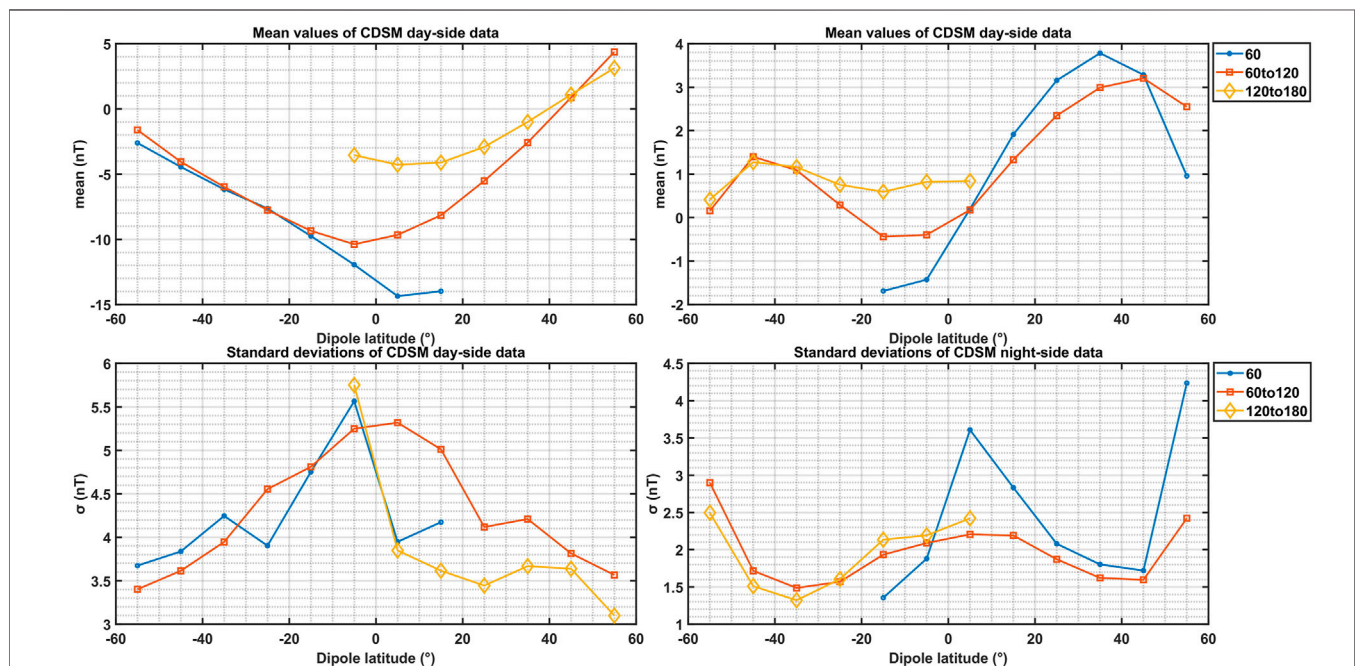 Mean values of CDSM day-side data
5
0
-5
-10
-15
mean (nT)
-60 -40 -20 0 20 40 60
Dipole latitude (°)
Mean values of CDSM day-side data
4
3
2
1
0
-1
-2
mean (nT)
-60 -40 -20 0 20 40 60
Dipole latitude (°)
60
60to120
120to180
Standard deviations of CDSM day-side data
6
5.5
5
4.5
4
3.5
3
σ (nT)
-60 -40 -20 0 20 40 60
Dipole latitude (°)
Standard deviations of CDSM night-side data
4.5
4
3.5
3
2.5
2
1.5
1
σ (nT)
-60 -40 -20 0 20 40 60
Dipole latitude (°)
60
60to120
120to180